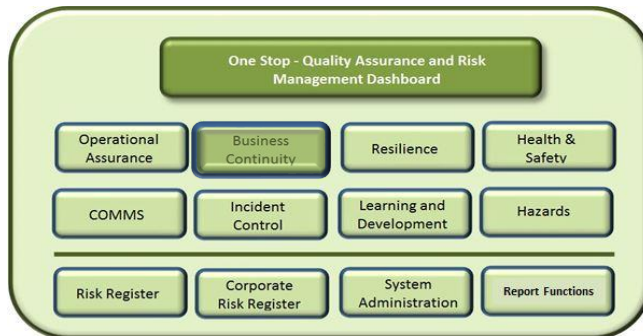 One Stop - Quality Assurance and Risk
Management Dashboard
Operational
Assurance
Business
Continuity
Resilience
Health &
Safety
COMMS
Incident
Control
Learning and
Development
Hazards
Risk Register
Corporate
Risk Register
System
Administration
Report Functions